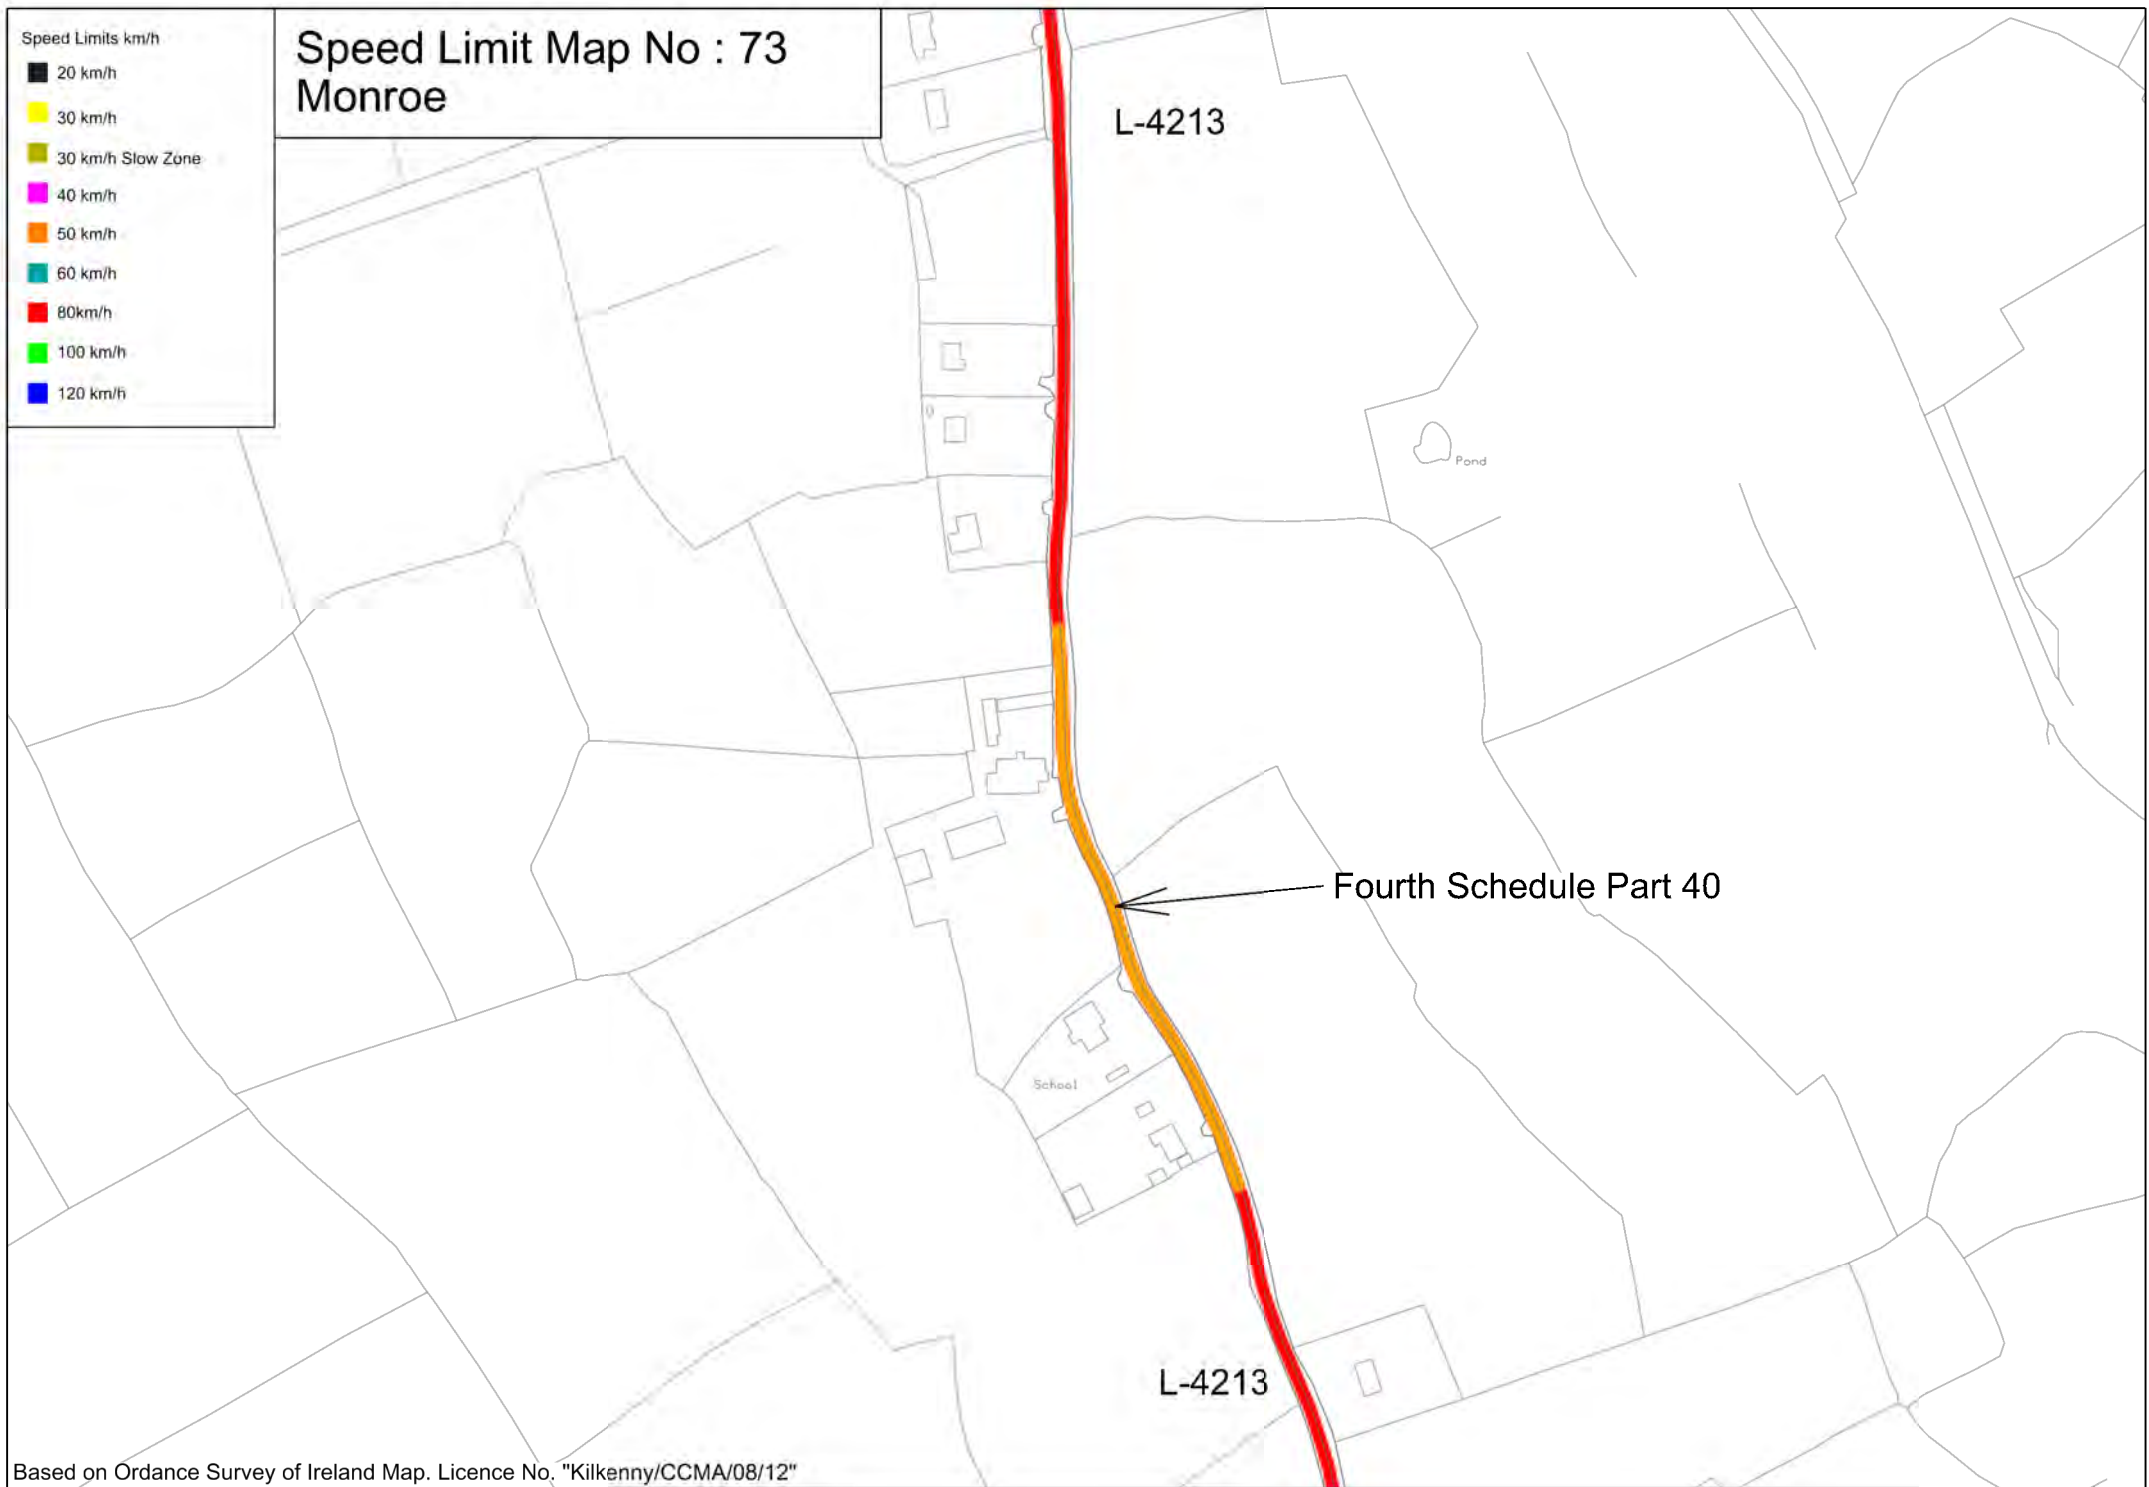 Speed Limits km/h
20 km/h
30 km/h
30 km/h Slow Zone
40 km/h
50 km/h
60 km/h
80km/h
100 km/h
120 km/h
Speed Limit Map No : 73
Monroe
L-4213
Pond
Fourth Schedule Part 40
School
L-4213
Based on Ordance Survey of Ireland Map. Licence No. "Kilkenny/CCMA/08/12"